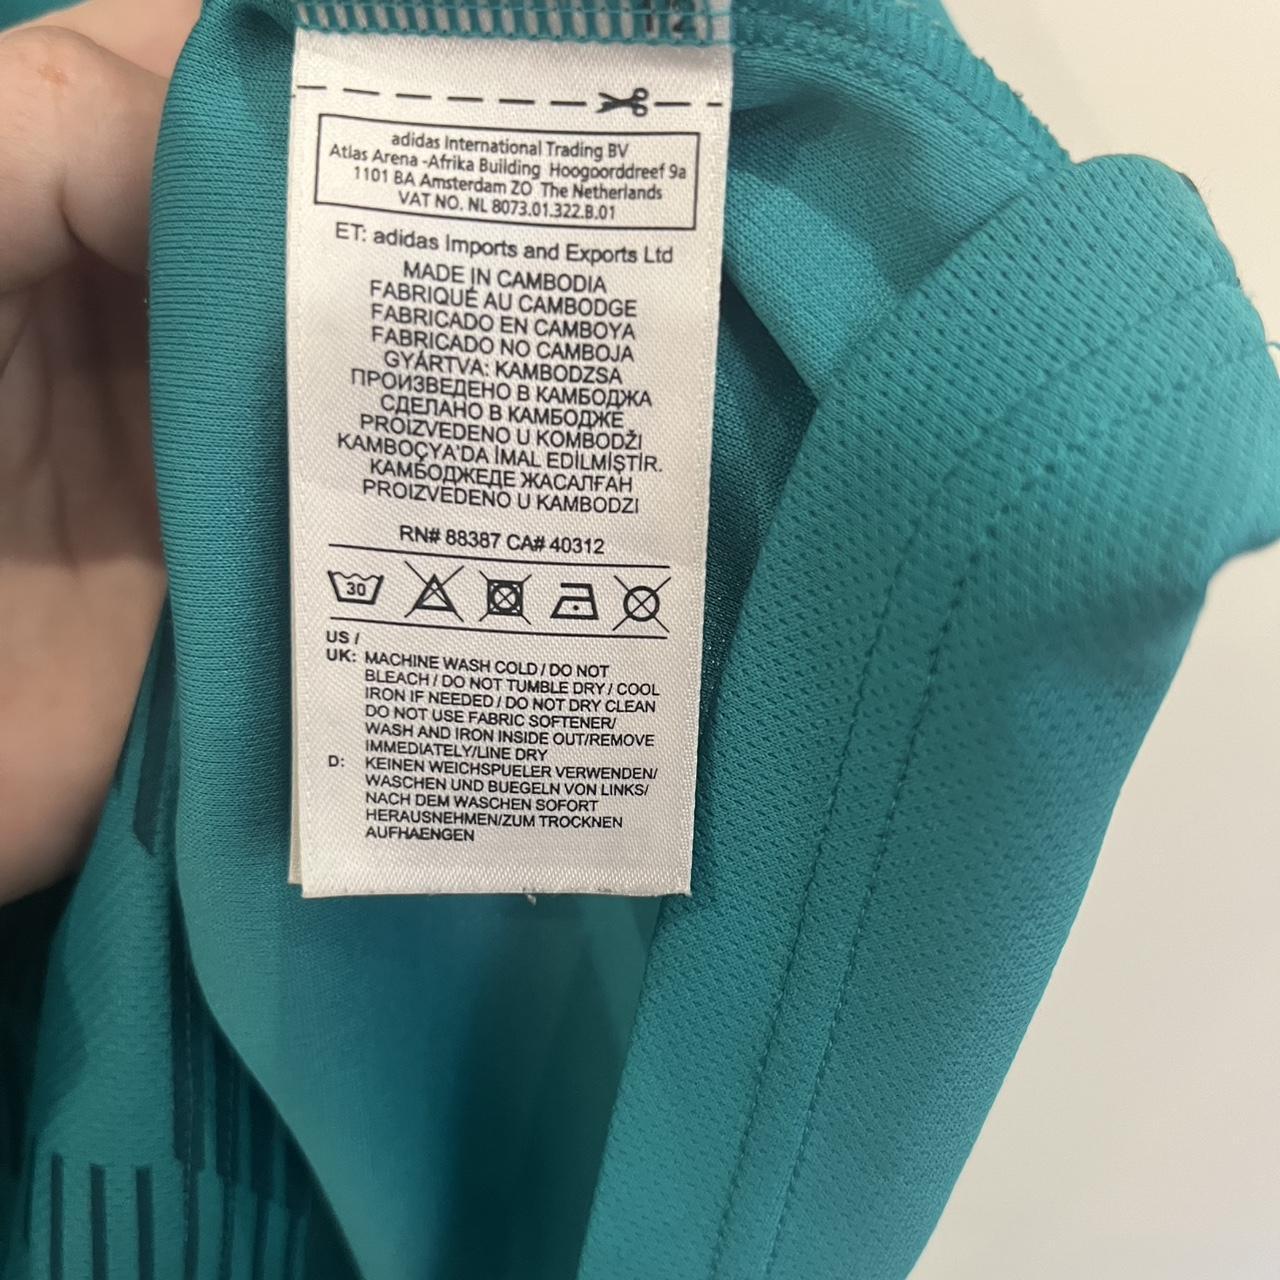 adidas International Trading BV
Atlas Arena -Afrika Building Hoogoorddreef 9a
1101 BA Amsterdam ZO The Netherlands
VAT NO. NL 8073.01.322.B.01
ET: adidas Imports and Exports Ltd
MADE IN CAMBODIA
FABRIQUÉ AU CAMBODGE
FABRICADO EN CAMBOYA
FABRICADO NO CAMBOJA
GYÁRTVA: KAMBODZSA
ПРОИЗВЕДЕНО В КАМБОДЖА
СДЕЛАНО В КАМБОДЖЕ
PROIZVEDENO U KOMBODŽI
KAMBOÇYA'DA İMAL EDİLMİŞTİR.
КАМБОДЖЕДЕ ЖАСАЛҒАН
PROIZVEDENO U KAMBODZI
RN# 88387 CA# 40312
30
US /
UK: MACHINE WASH COLD / DO NOT
BLEACH / DO NOT TUMBLE DRY / COOL
IRON IF NEEDED / DO NOT DRY CLEAN
DO NOT USE FABRIC SOFTENER/
WASH AND IRON INSIDE OUT/REMOVE
IMMEDIATELY/LINE DRY
D: KEINEN WEICHSPUELER VERWENDEN/
WASCHEN UND BUEGELN VON LINKS/
NACH DEM WASCHEN SOFORT
HERAUSNEHMEN/ZUM TROCKNEN
AUFHAENGEN